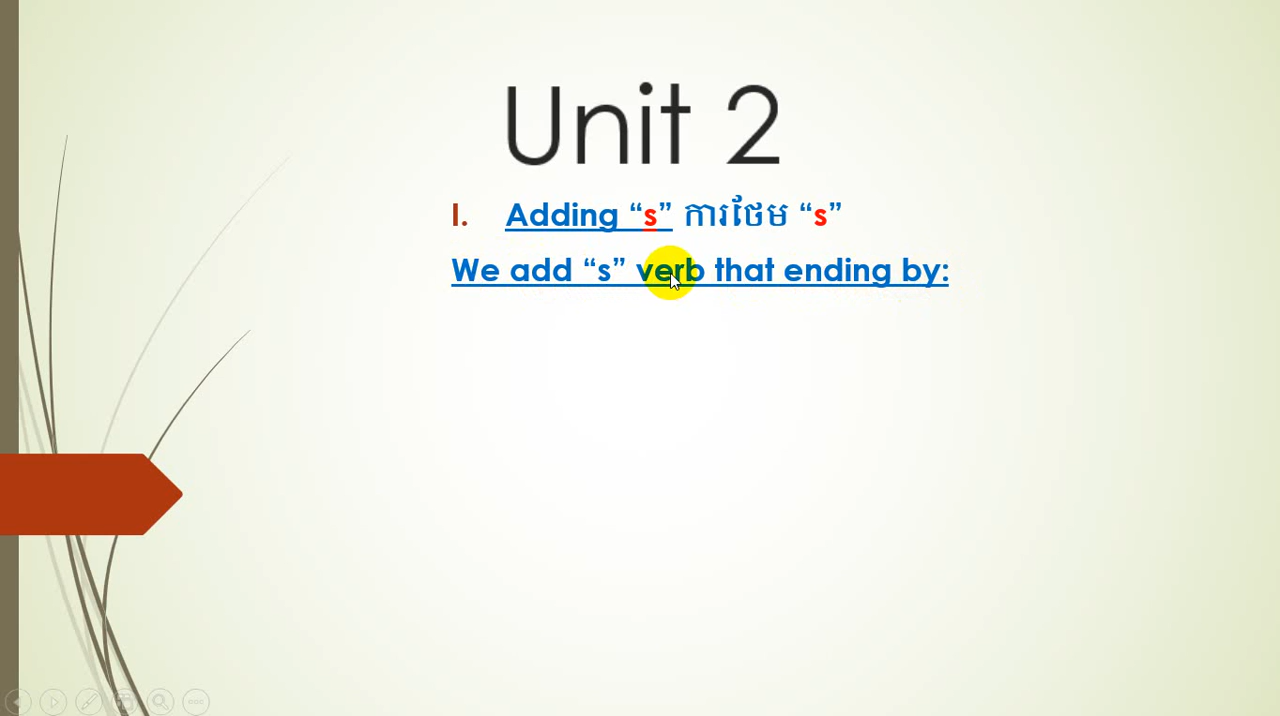 Unit 2
I. Adding “s” ការថែម “s”
We add “s” verb that ending by: